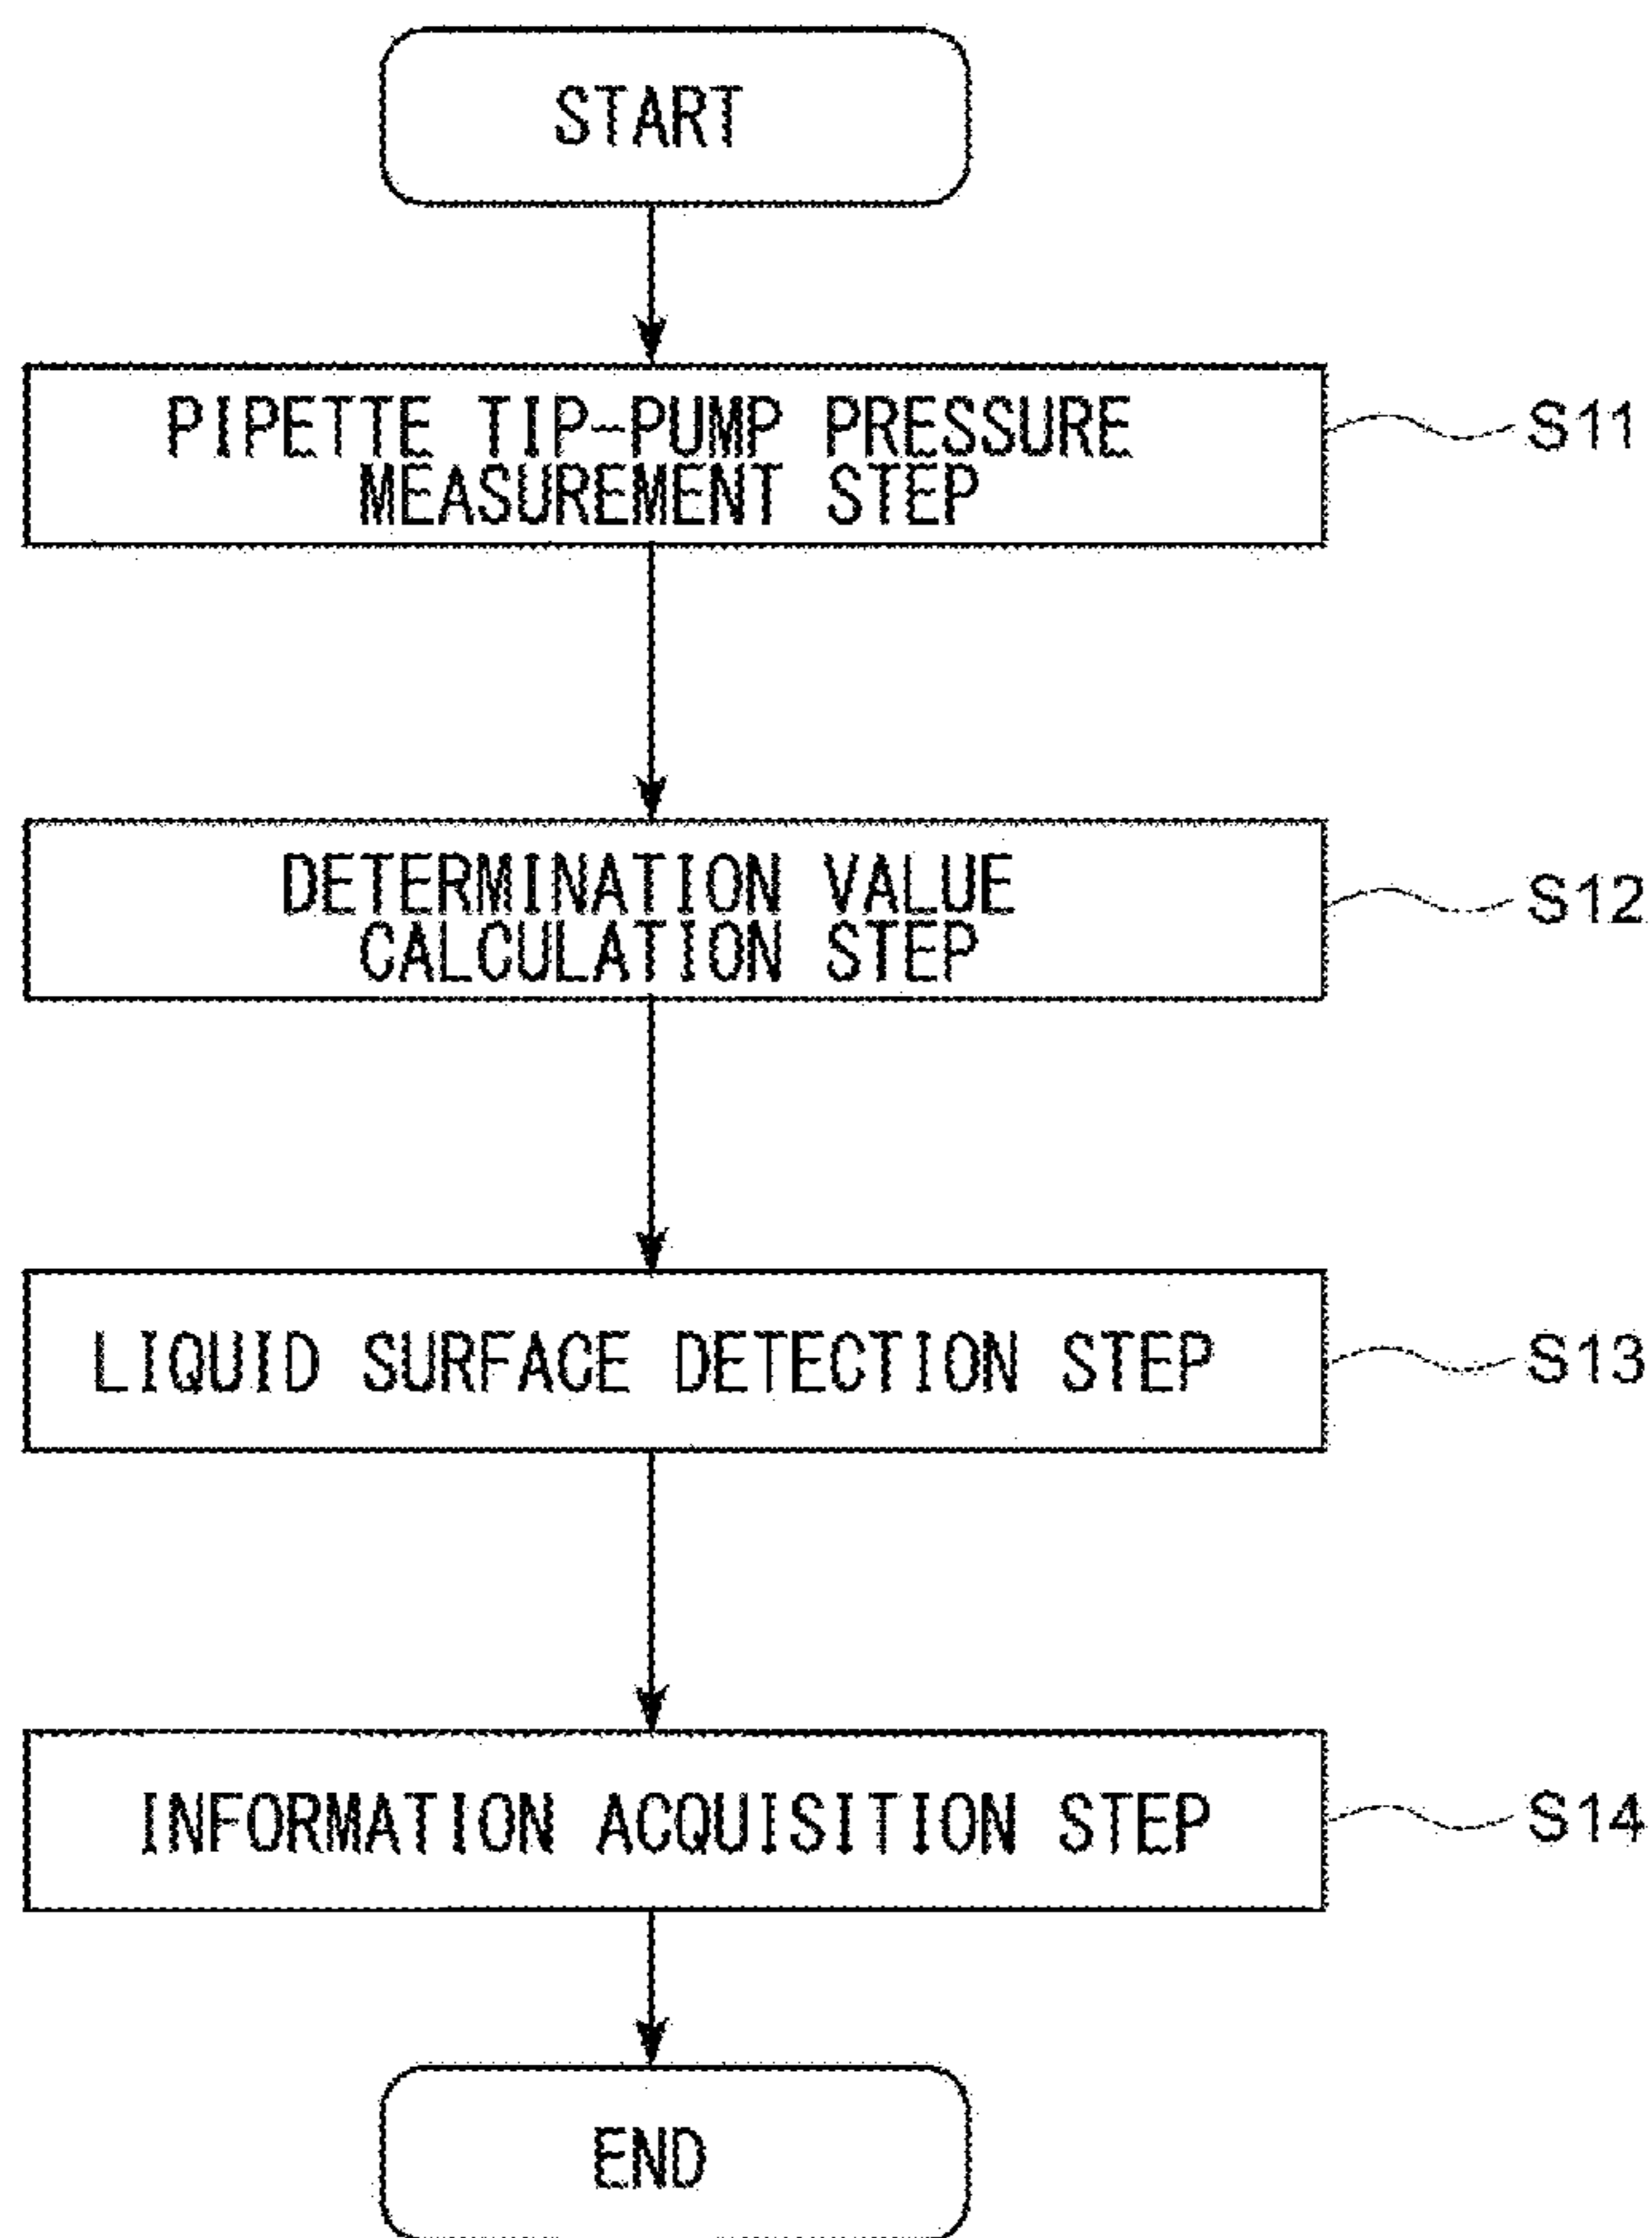 START
PIPETTE TIP-PUMP PRESSURE
MEASUREMENT STEP
S11
DETERMINATION VALUE
CALCULATION STEP
S12
LIQUID SURFACE DETECTION STEP
S13
INFORMATION ACQUISITION STEP
S14
END